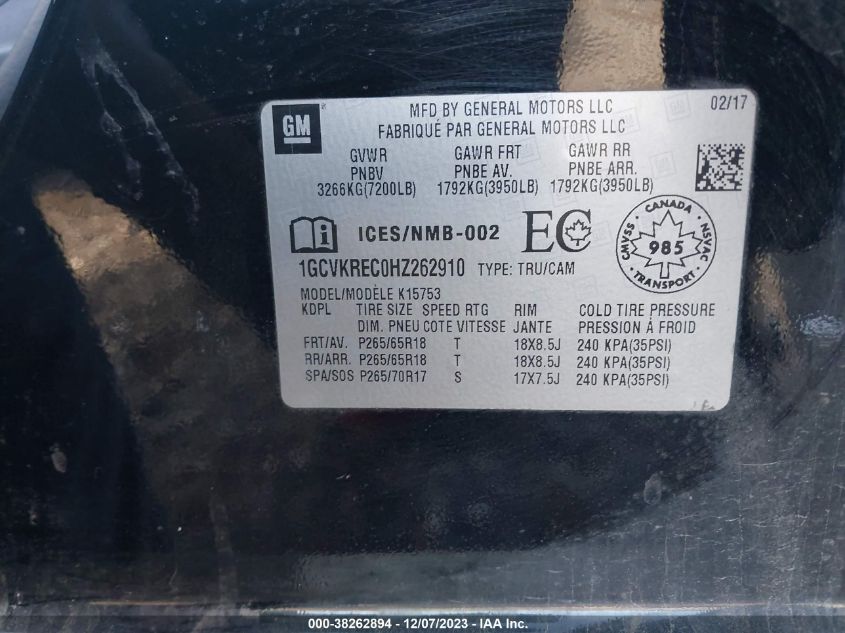 GM
MFD BY GENERAL MOTORS LLC 02/17
FABRIQUÉ PAR GENERAL MOTORS LLC
GVWR GAWR FRT GAWR RR
PNBV PNBE AV. PNBE ARR.
3266KG(7200LB) 1792KG(3950LB) 1792KG(3950LB)
ICES/NMB-002 EC
CANADA
CMVSS 985 NSVAC
TRANSPORT
1GCVKREC0HZ262910 TYPE: TRU/CAM
MODEL/MODÈLE K15753
KDPL TIRE SIZE SPEED RTG RIM COLD TIRE PRESSURE
DIM. PNEU COTE VITESSE JANTE PRESSION À FROID
FRT/AV. P265/65R18 T 18X8.5J 240 KPA(35PSI)
RR/ARR. P265/65R18 T 18X8.5J 240 KPA(35PSI)
SPA/SOS P265/70R17 S 17X7.5J 240 KPA(35PSI)
000-38262894 - 12/07/2023 - IAA Inc.